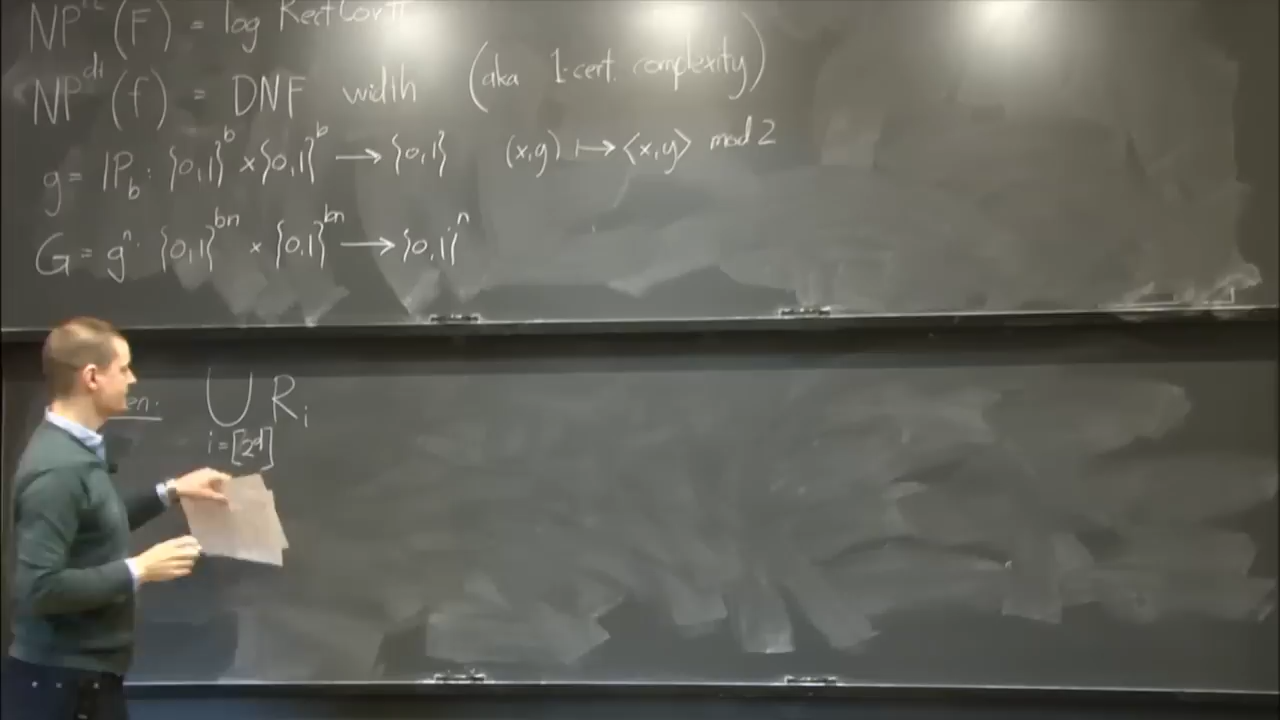 NP (F) = log RectCov
NP^dt (f) = DNF width (aka 1-cert. complexity)
g = IP_b: {0,1}^b × {0,1}^b → {0,1} (x,y) ↦ <x,y> mod 2
G = g^n: {0,1}^bn × {0,1}^bn → {0,1}^n
en: ⋃ R_i
i=[2^d]